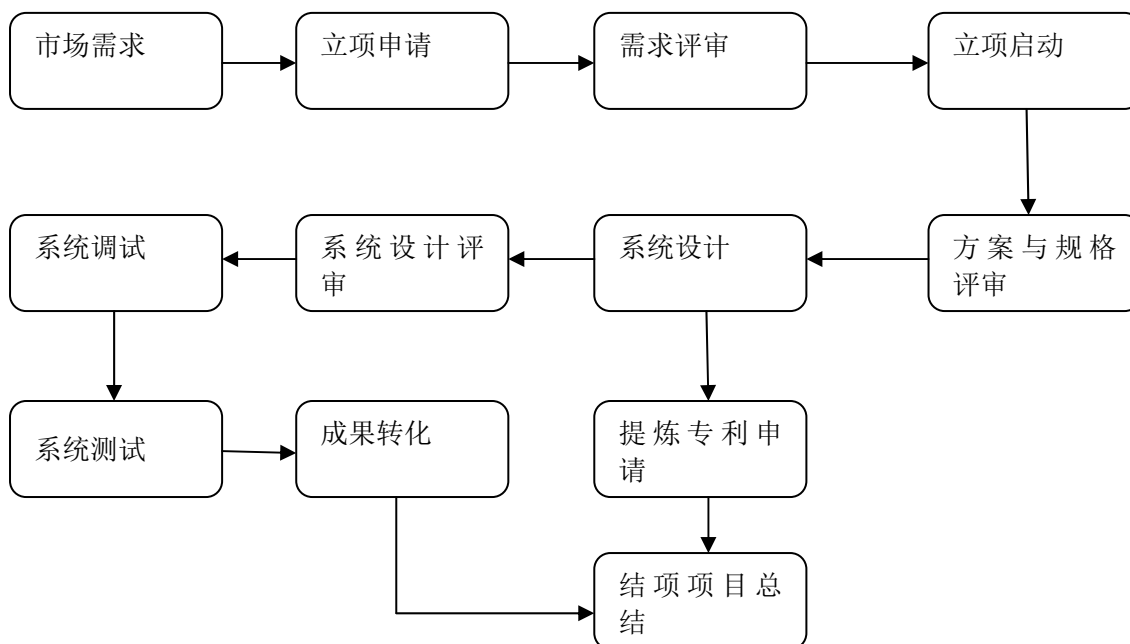 市场需求
立项申请
需求评审
立项启动
系统调试
系统设计评
审
系统设计
方案与规格
评审
系统测试
成果转化
提炼专利申
请
结项项目总
结